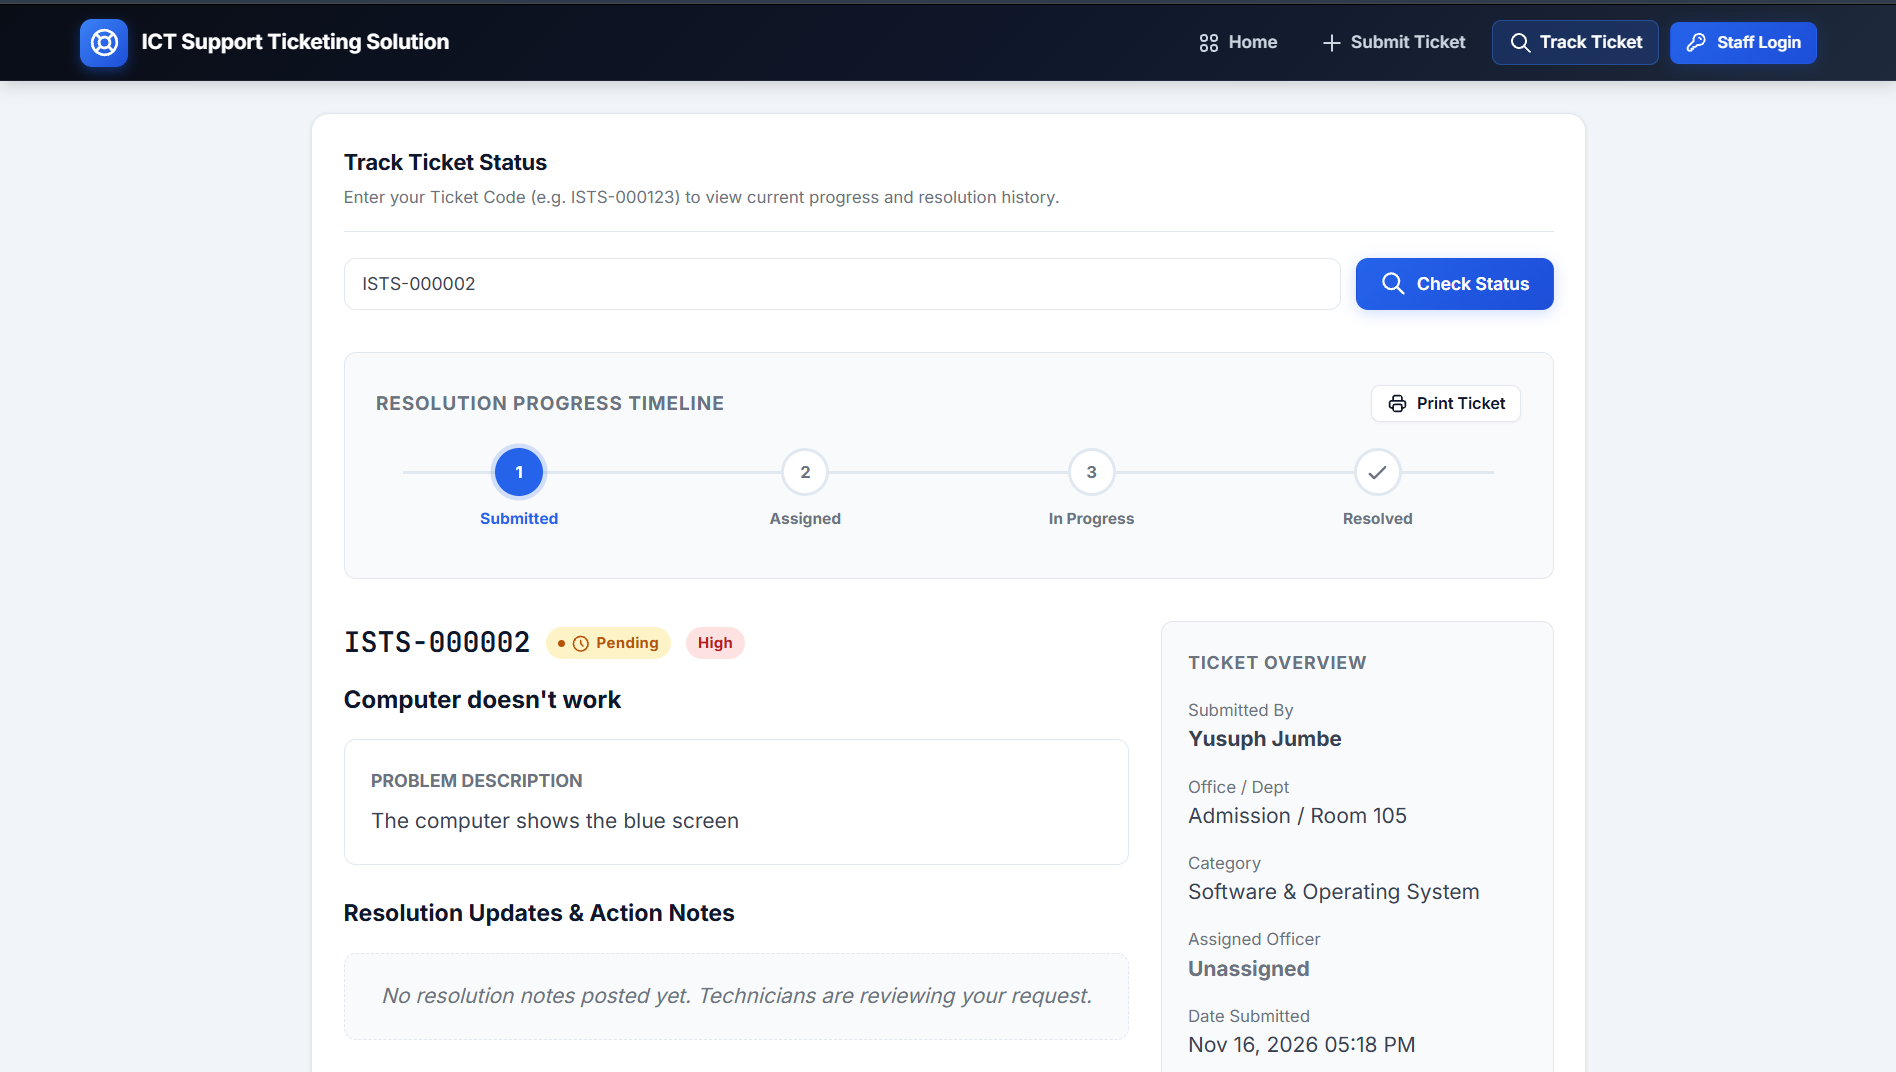 ICT Support Ticketing Solution
Home
Submit Ticket
Track Ticket
Staff Login
Track Ticket Status
Enter your Ticket Code (e.g. ISTS-000123) to view current progress and resolution history.
ISTS-000002
Check Status
RESOLUTION PROGRESS TIMELINE
Print Ticket
1
2
3
Submitted
Assigned
In Progress
Resolved
ISTS-000002
Pending
High
Computer doesn't work
PROBLEM DESCRIPTION
The computer shows the blue screen
Resolution Updates & Action Notes
No resolution notes posted yet. Technicians are reviewing your request.
TICKET OVERVIEW
Submitted By
Yusuph Jumbe
Office / Dept
Admission / Room 105
Category
Software & Operating System
Assigned Officer
Unassigned
Date Submitted
Nov 16, 2026 05:18 PM